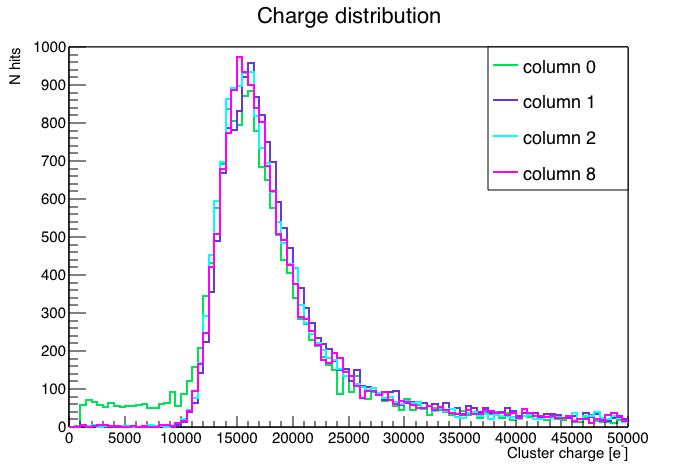 Charge distribution
N hits
1000
900
800
700
600
500
400
300
200
100
0
column 0
column 1
column 2
column 8
0 5000 10000 15000 20000 25000 30000 35000 40000 45000 50000
Cluster charge [e⁻]